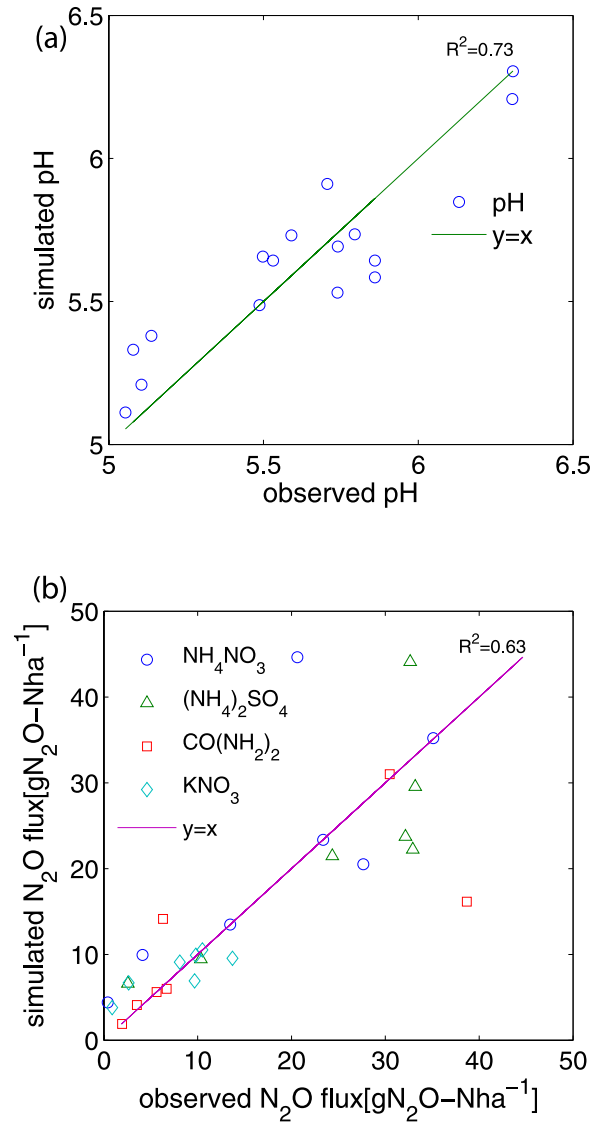 (a)
6.5
R²=0.73
6
simulated pH
pH
y=x
5.5
5
5 5.5 6 6.5
observed pH
(b)
50
R²=0.63
NH₄NO₃
40
(NH₄)₂SO₄
CO(NH₂)₂
30
KNO₃
y=x
simulated N₂O flux[gN₂O−Nha⁻¹]
20
10
0
0 10 20 30 40 50
observed N₂O flux[gN₂O−Nha⁻¹]